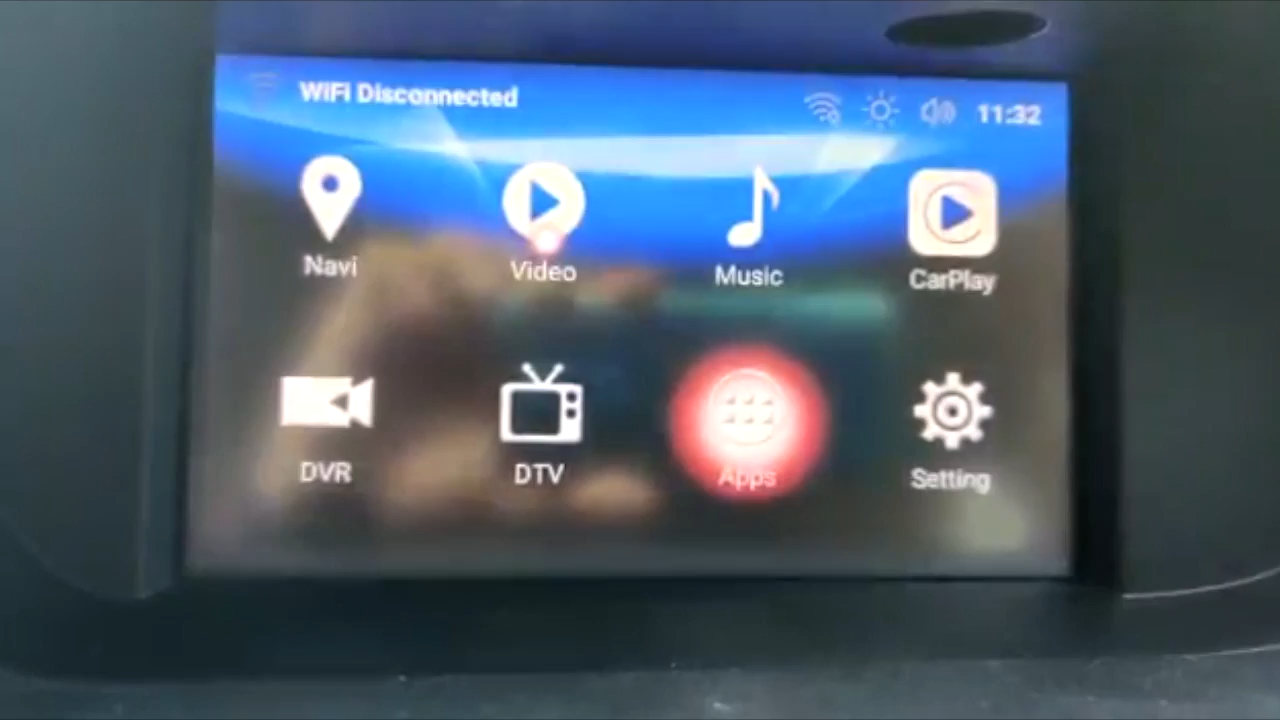 WiFi Disconnected
11:32
Navi
Video
Music
CarPlay
DVR
DTV
Apps
Setting